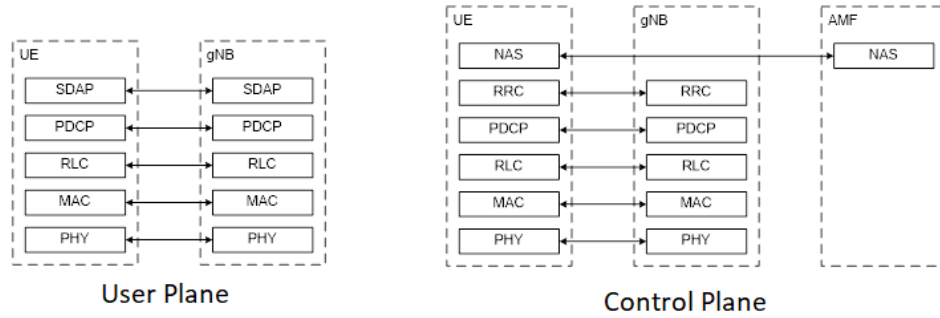 UE
gNB
SDAP
SDAP
PDCP
PDCP
RLC
RLC
MAC
MAC
PHY
PHY
User Plane
UE
gNB
AMF
NAS
NAS
RRC
RRC
PDCP
PDCP
RLC
RLC
MAC
MAC
PHY
PHY
Control Plane